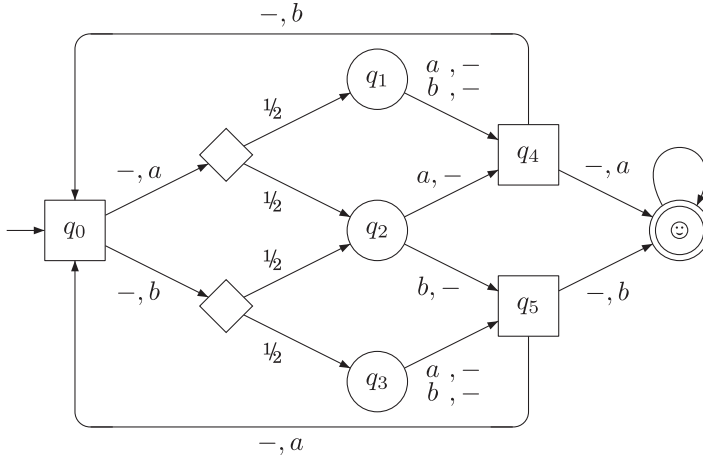 −, b
a , −
b , −
q₁
½
q₄
−, a
−, a
½
a, −
q₀
q₂
☺
½
−, b
b, −
−, b
q₅
½
q₃
a , −
b , −
−, a